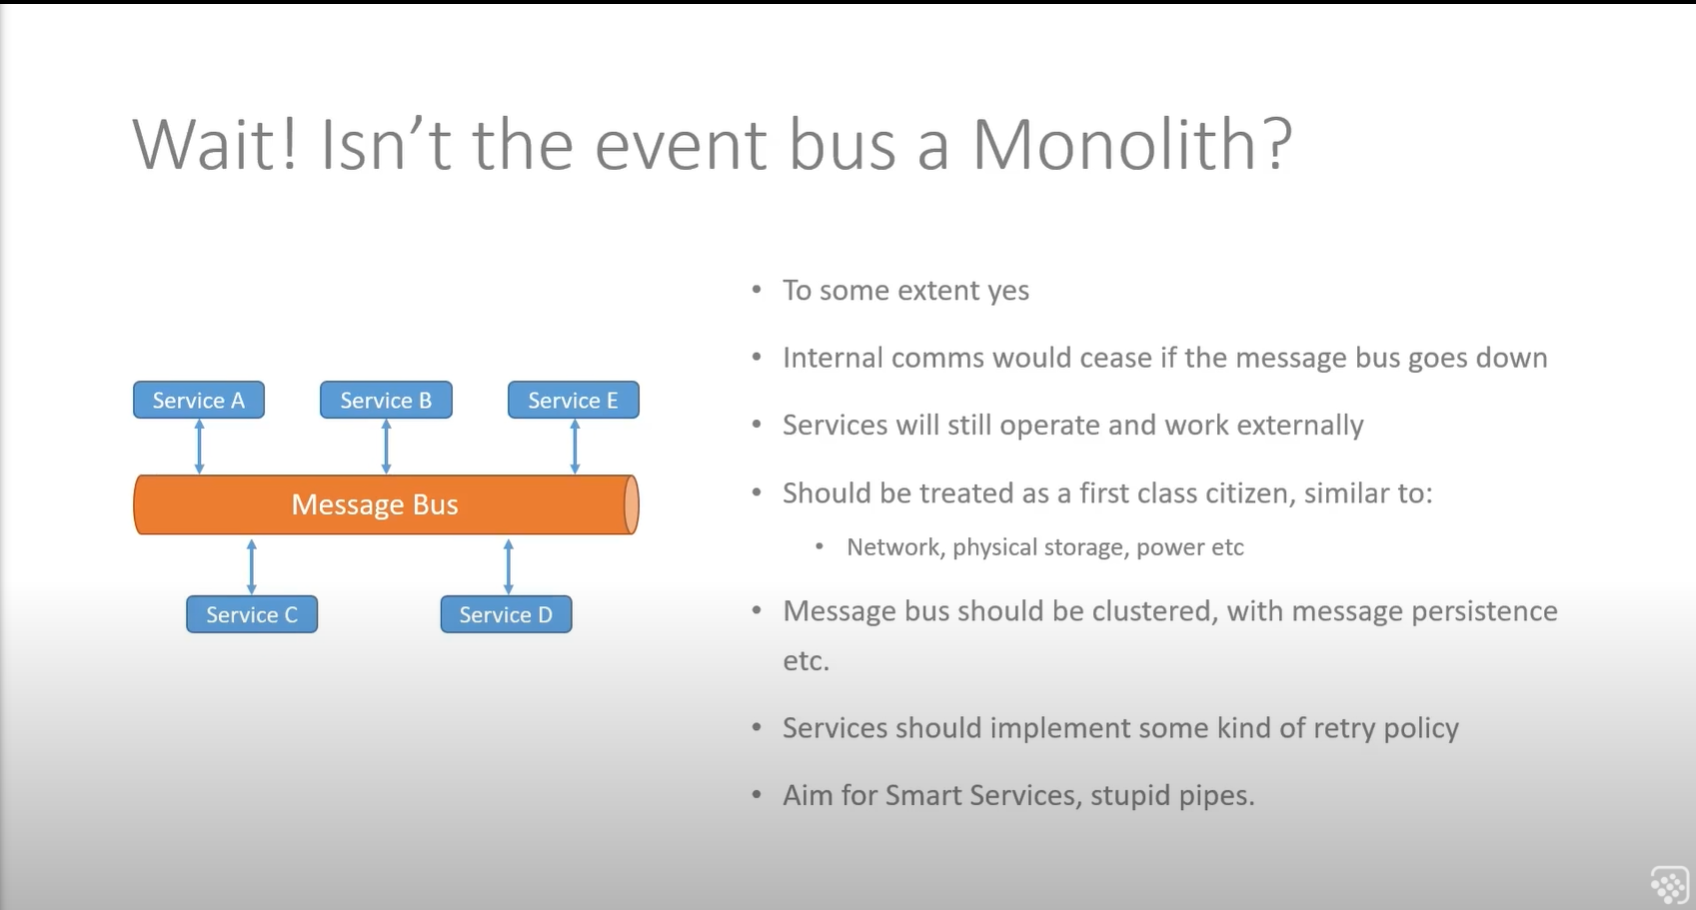 Wait! Isn't the event bus a Monolith?
Service A
Service B
Service E
Message Bus
Service C
Service D
• To some extent yes
• Internal comms would cease if the message bus goes down
• Services will still operate and work externally
• Should be treated as a first class citizen, similar to:
• Network, physical storage, power etc
• Message bus should be clustered, with message persistence
etc.
• Services should implement some kind of retry policy
• Aim for Smart Services, stupid pipes.